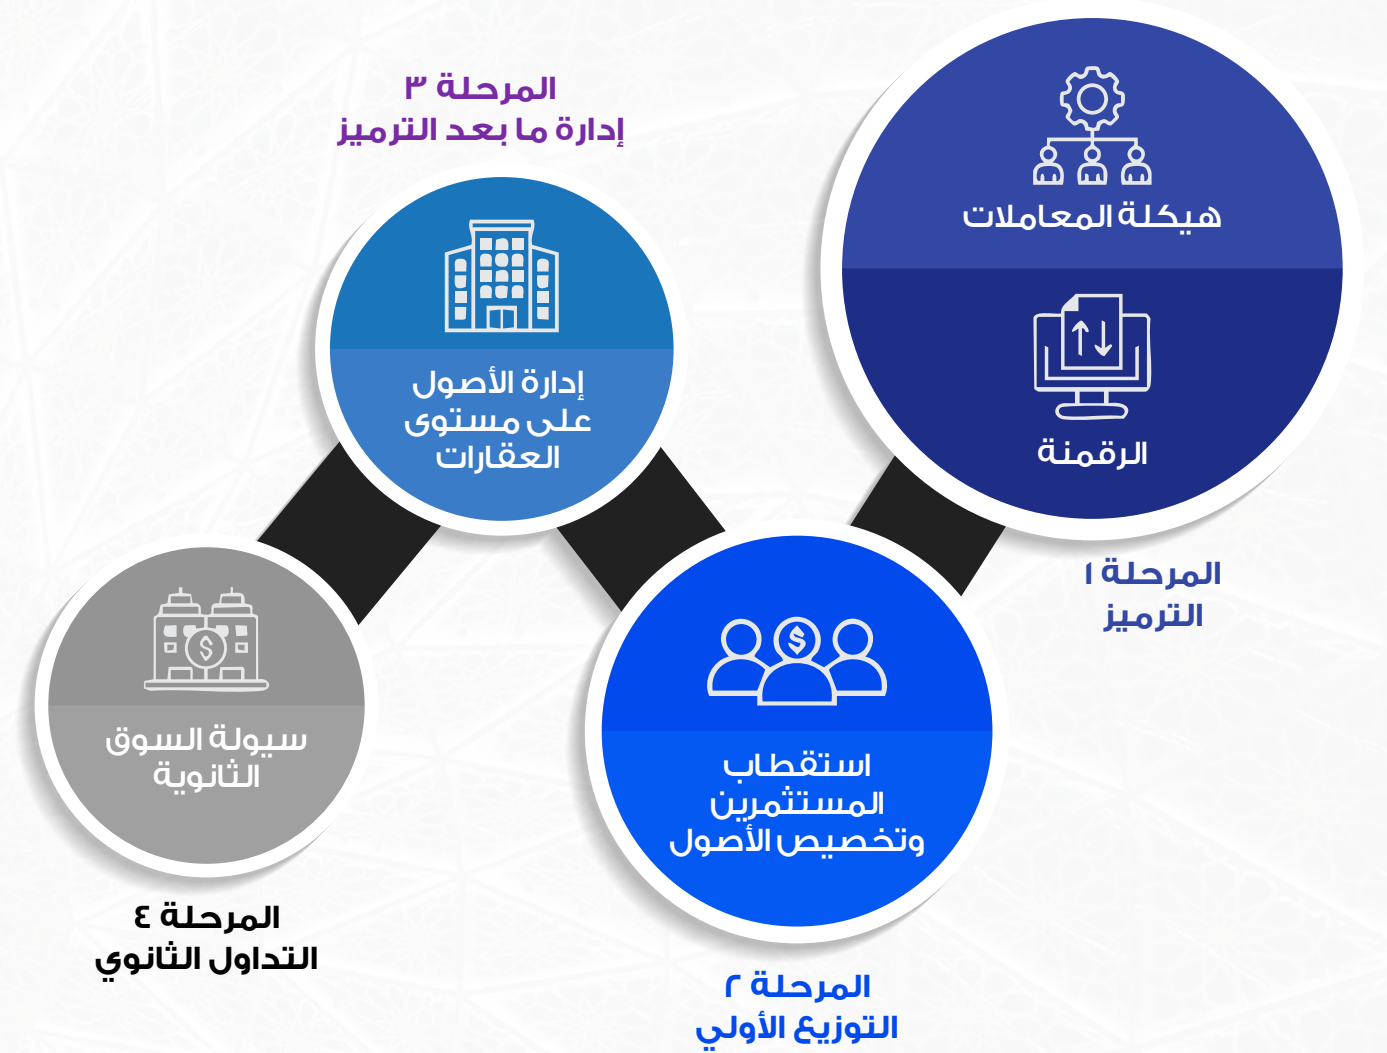 هيكلة المعاملات
الرقمنة
المرحلة ١
الترميز
استقطاب
المستثمرين
وتخصيص الأصول
المرحلة ٢
التوزيع الأولي
المرحلة ٣
إدارة ما بعد الترميز
إدارة الأصول
على مستوى
العقارات
سيولة السوق
الثانوية
المرحلة ٤
التداول الثانوي